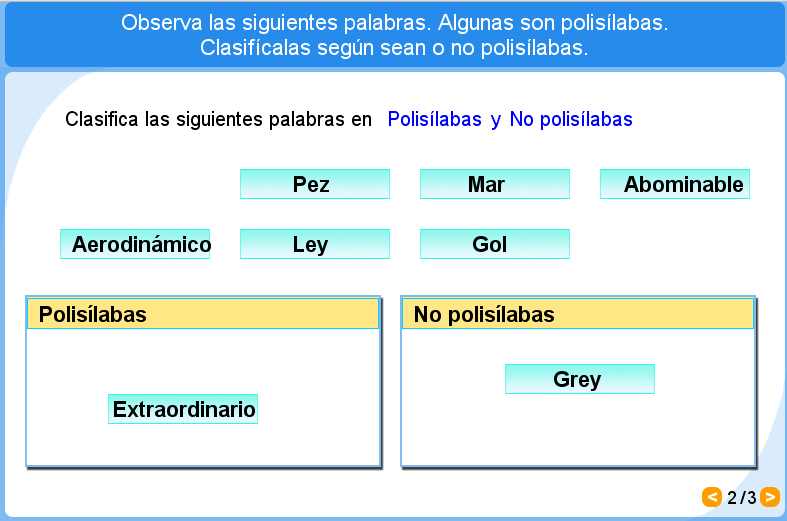 Observa las siguientes palabras. Algunas son polisílabas.
Clasifícalas según sean o no polisílabas.
Clasifica las siguientes palabras en Polisílabas y No polisílabas
Pez Mar Abominable
Aerodinámico Ley Gol
Polisílabas No polisílabas
Grey
Extraordinario
< 2/3 >